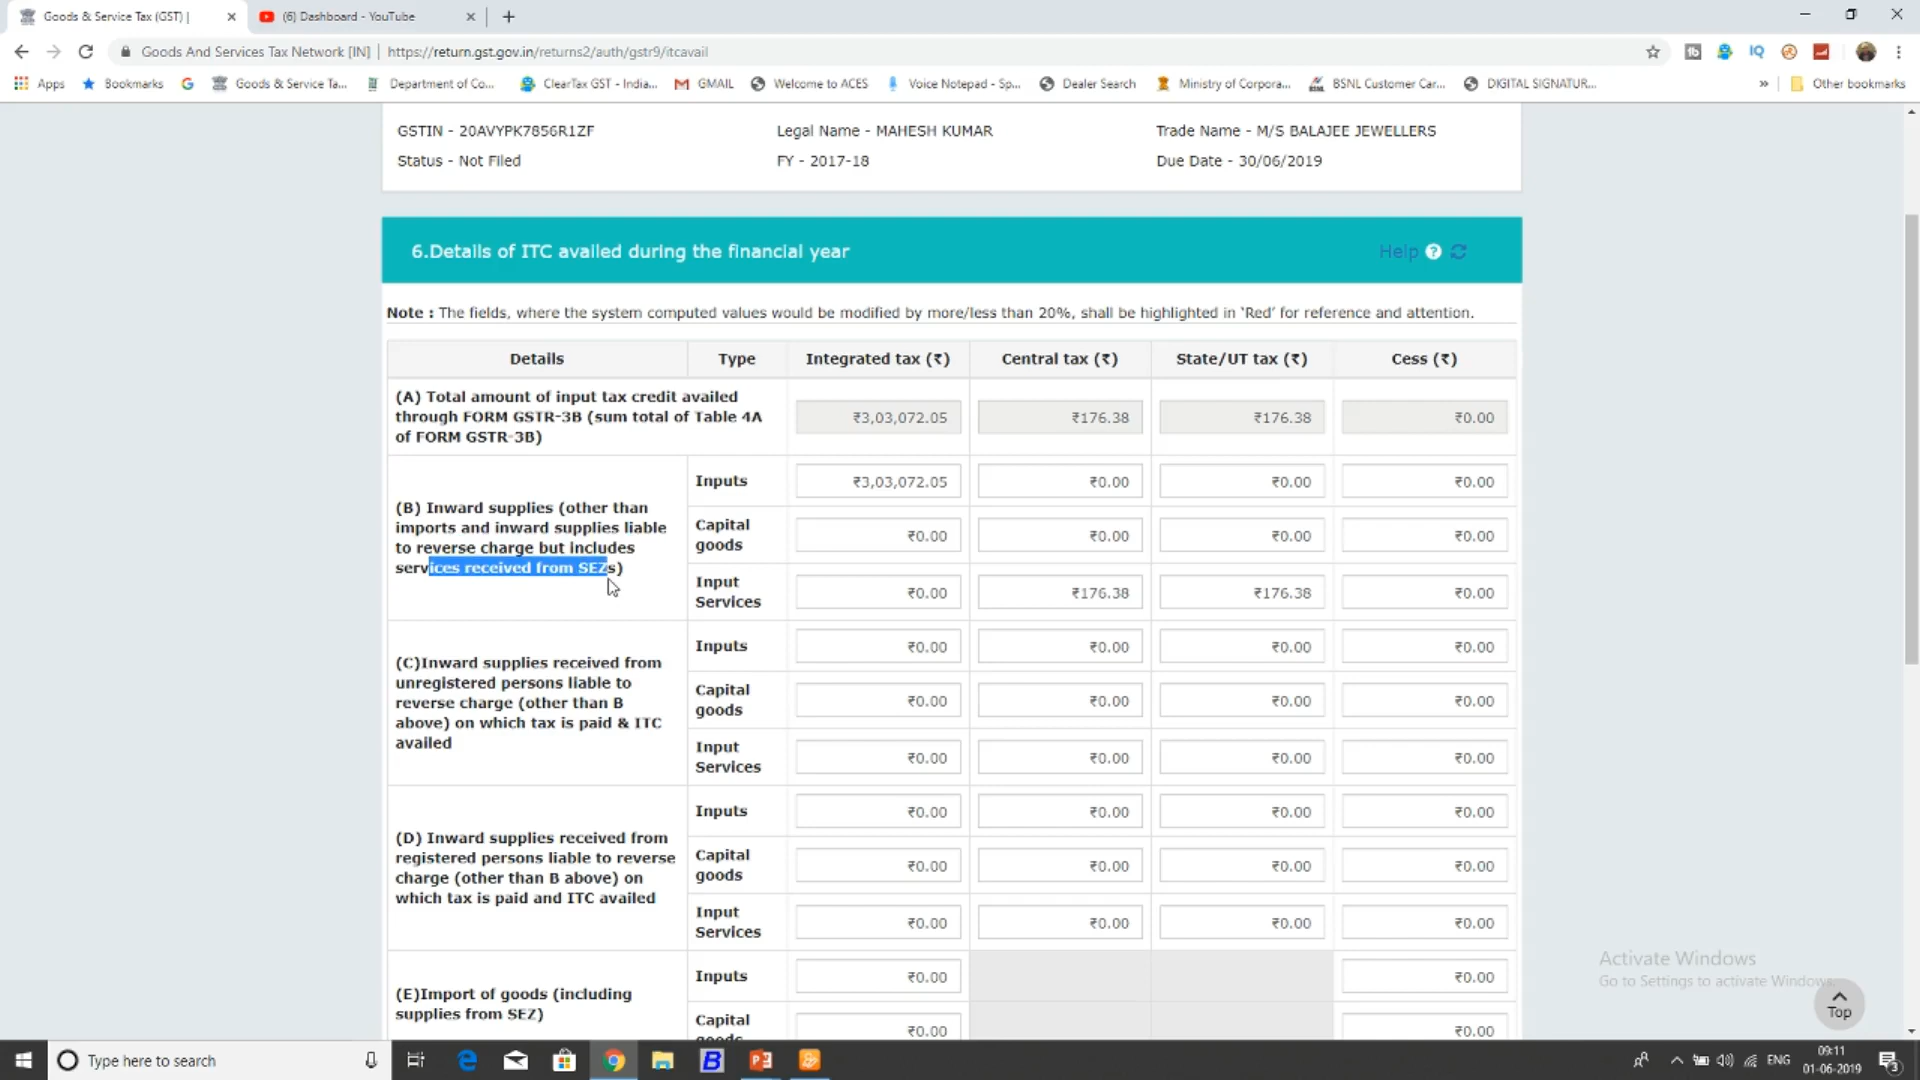 Goods & Service Tax (GST) |
(6) Dashboard - YouTube
Goods And Services Tax Network [IN] | https://return.gst.gov.in/returns2/auth/gstr9/itcavail
Apps
Bookmarks
Goods & Service Ta...
Department of Co...
ClearTax GST - India...
GMAIL
Welcome to ACES
Voice Notepad - Sp...
Dealer Search
Ministry of Corpora...
BSNL Customer Car...
DIGITAL SIGNATUR...
»
Other bookmarks
GSTIN - 20AVYPK7856R1ZF
Legal Name - MAHESH KUMAR
Trade Name - M/S BALAJEE JEWELLERS
Status - Not Filed
FY - 2017-18
Due Date - 30/06/2019
6.Details of ITC availed during the financial year
Help ?
Note : The fields, where the system computed values would be modified by more/less than 20%, shall be highlighted in 'Red' for reference and attention.
Details Type Integrated tax (₹) Central tax (₹) State/UT tax (₹) Cess (₹)
(A) Total amount of input tax credit availed
through FORM GSTR-3B (sum total of Table 4A
of FORM GSTR-3B)
₹3,03,072.05 ₹176.38 ₹176.38 ₹0.00
(B) Inward supplies (other than
imports and inward supplies liable
to reverse charge but includes
services received from SEZs)
Inputs ₹3,03,072.05 ₹0.00 ₹0.00 ₹0.00
Capital
goods
₹0.00 ₹0.00 ₹0.00 ₹0.00
Input
Services
₹0.00 ₹176.38 ₹176.38 ₹0.00
(C)Inward supplies received from
unregistered persons liable to
reverse charge (other than B
above) on which tax is paid & ITC
availed
Inputs ₹0.00 ₹0.00 ₹0.00 ₹0.00
Capital
goods
₹0.00 ₹0.00 ₹0.00 ₹0.00
Input
Services
₹0.00 ₹0.00 ₹0.00 ₹0.00
(D) Inward supplies received from
registered persons liable to reverse
charge (other than B above) on
which tax is paid and ITC availed
Inputs ₹0.00 ₹0.00 ₹0.00 ₹0.00
Capital
goods
₹0.00 ₹0.00 ₹0.00 ₹0.00
Input
Services
₹0.00 ₹0.00 ₹0.00 ₹0.00
(E)Import of goods (including
supplies from SEZ)
Inputs ₹0.00 ₹0.00
Capital
goods
₹0.00 ₹0.00
Activate Windows
Go to Settings to activate Windows.
Top
Type here to search
ENG
09:11
01-06-2019
3